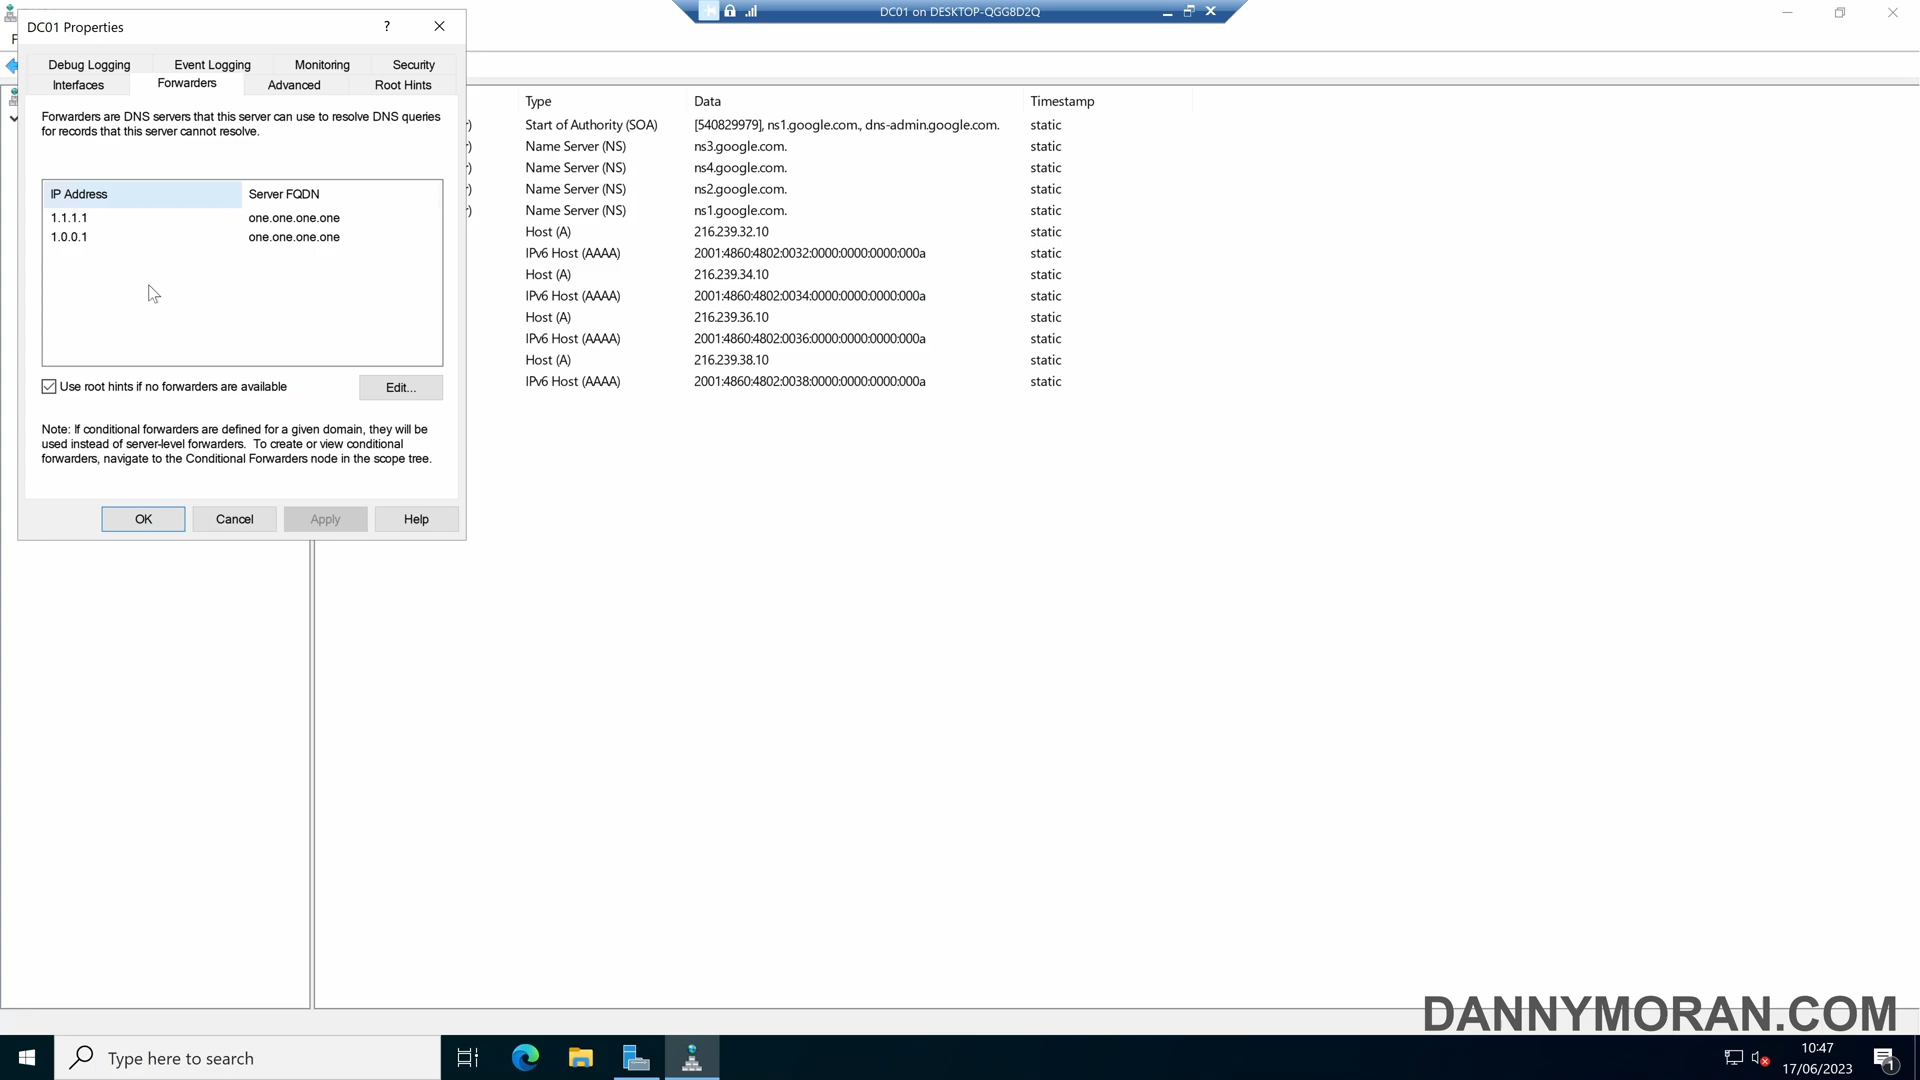 DC01 on DESKTOP-QGG8D2Q
DC01 Properties
?
F
Debug Logging
Event Logging
Monitoring
Security
Interfaces
Forwarders
Advanced
Root Hints
Forwarders are DNS servers that this server can use to resolve DNS queries
for records that this server cannot resolve.
IP Address Server FQDN
1.1.1.1 one.one.one.one
1.0.0.1 one.one.one.one
Use root hints if no forwarders are available
Edit...
Note: If conditional forwarders are defined for a given domain, they will be
used instead of server-level forwarders. To create or view conditional
forwarders, navigate to the Conditional Forwarders node in the scope tree.
OK
Cancel
Apply
Help
Type Data Timestamp
Start of Authority (SOA) [540829979], ns1.google.com., dns-admin.google.com. static
Name Server (NS) ns3.google.com. static
Name Server (NS) ns4.google.com. static
Name Server (NS) ns2.google.com. static
Name Server (NS) ns1.google.com. static
Host (A) 216.239.32.10 static
IPv6 Host (AAAA) 2001:4860:4802:0032:0000:0000:0000:000a static
Host (A) 216.239.34.10 static
IPv6 Host (AAAA) 2001:4860:4802:0034:0000:0000:0000:000a static
Host (A) 216.239.36.10 static
IPv6 Host (AAAA) 2001:4860:4802:0036:0000:0000:0000:000a static
Host (A) 216.239.38.10 static
IPv6 Host (AAAA) 2001:4860:4802:0038:0000:0000:0000:000a static
DANNYMORAN.COM
Type here to search
10:47
17/06/2023
1